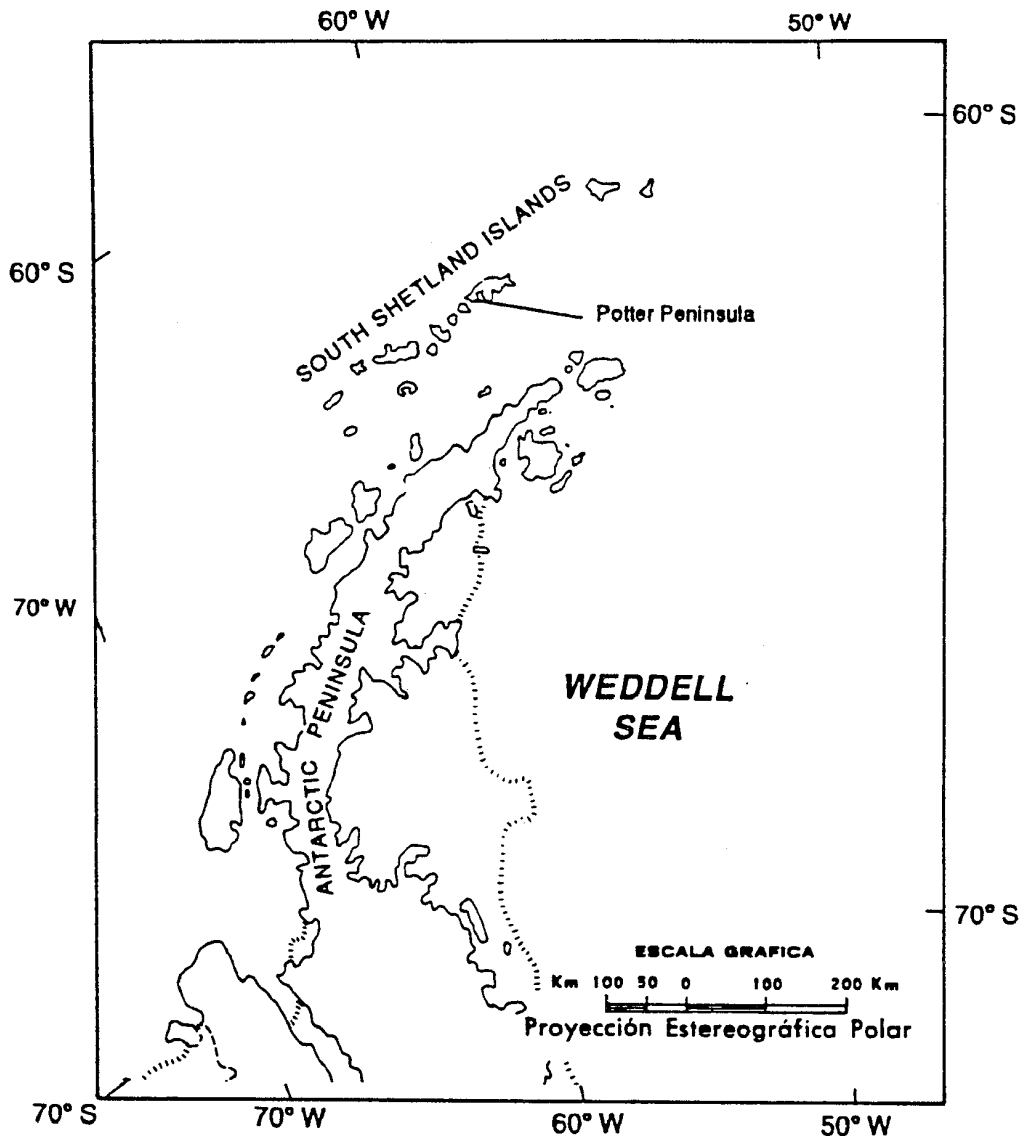 60° W 50° W
60° S
SOUTH SHETLAND ISLANDS
60° S
Potter Peninsula
70° W
ANTARCTIC PENINSULA
WEDDELL
SEA
70° S
ESCALA GRAFICA
Km 100 50 0 100 200 Km
Proyección Estereográfica Polar
70° S 70° W 60° W 50° W